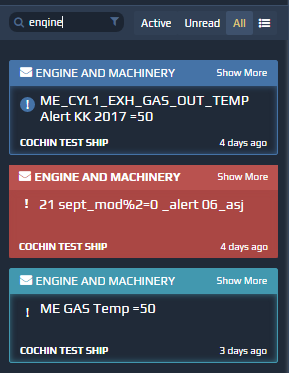 engine Active Unread All
ENGINE AND MACHINERY Show More
ME_CYL1_EXH_GAS_OUT_TEMP
Alert KK 2017 =50
COCHIN TEST SHIP 4 days ago
ENGINE AND MACHINERY Show More
! 21 sept_mod%2=0 _alert 06_asj
COCHIN TEST SHIP 4 days ago
ENGINE AND MACHINERY Show More
! ME GAS Temp =50
COCHIN TEST SHIP 3 days ago